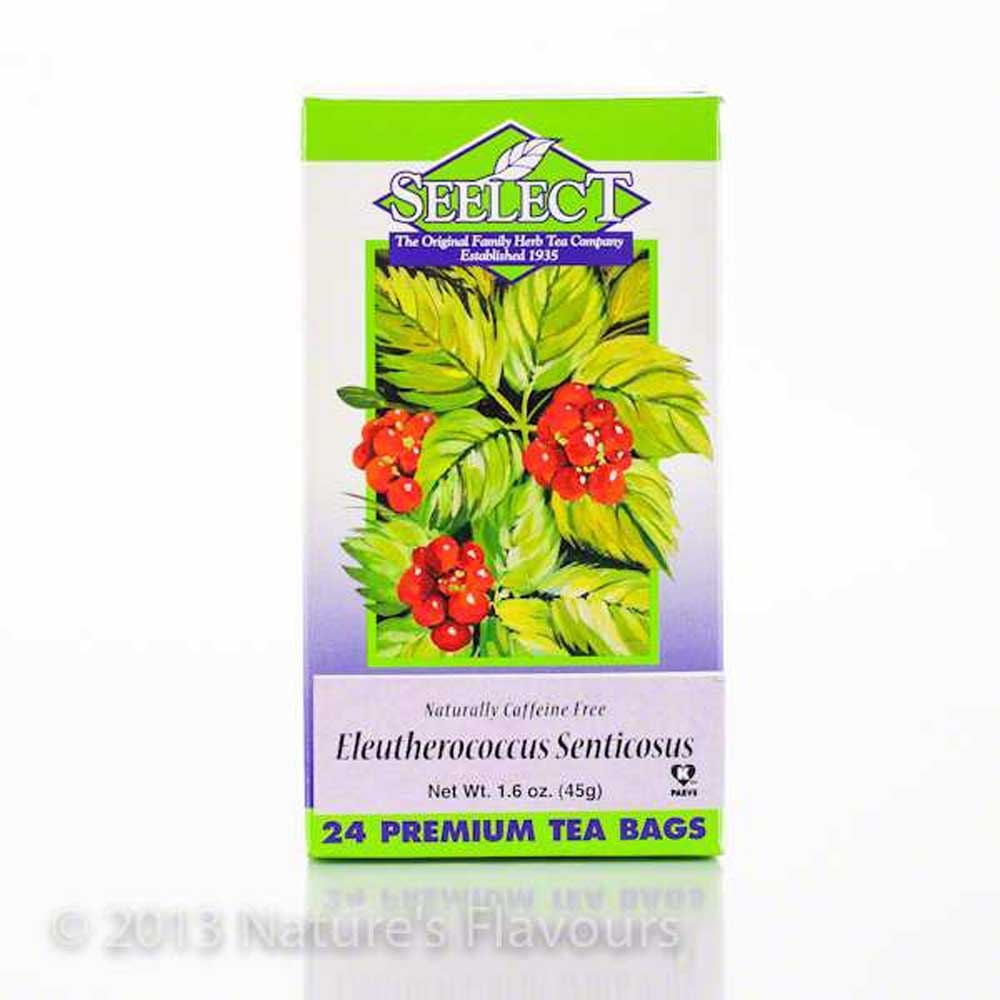 SEELECT
The Original Family Herb Tea Company
Established 1935
Naturally Caffeine Free
Eleutherococcus Senticosus
Net Wt. 1.6 oz. (45g)
K
PARVE
24 PREMIUM TEA BAGS
© 2013 Nature's Flavours